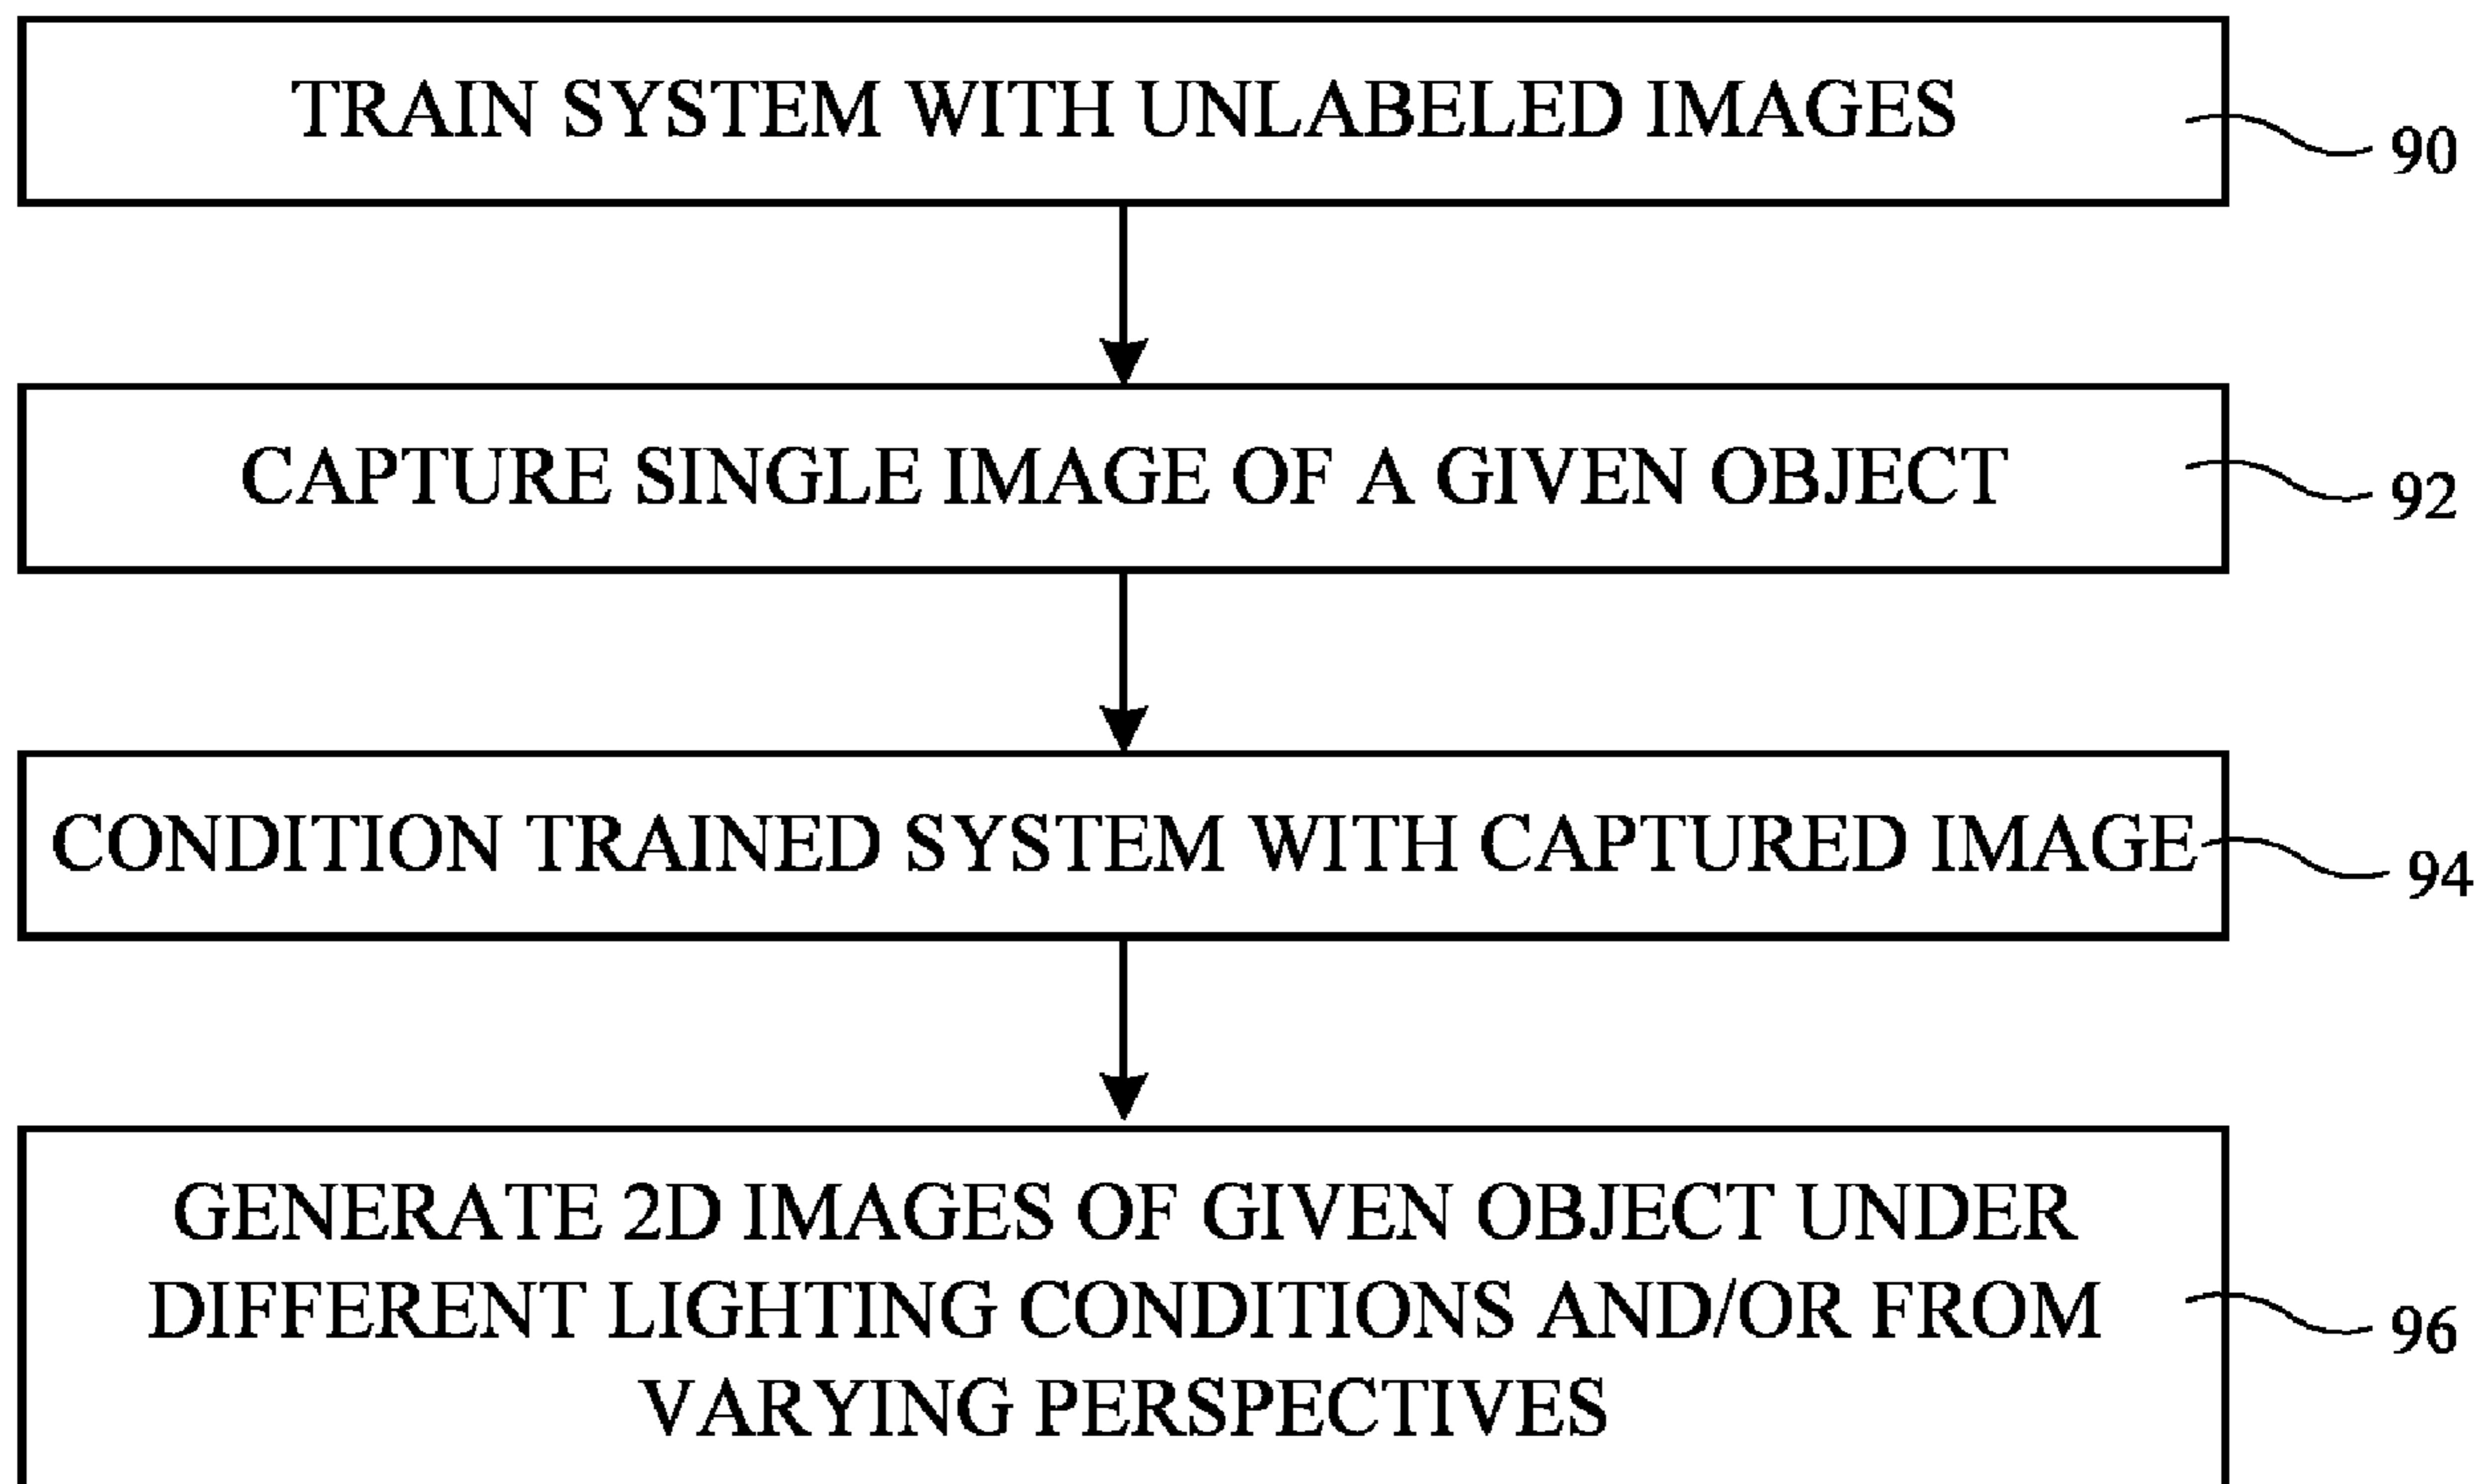 TRAIN SYSTEM WITH UNLABELED IMAGES
90
CAPTURE SINGLE IMAGE OF A GIVEN OBJECT
92
CONDITION TRAINED SYSTEM WITH CAPTURED IMAGE
94
GENERATE 2D IMAGES OF GIVEN OBJECT UNDER
DIFFERENT LIGHTING CONDITIONS AND/OR FROM
96
VARYING PERSPECTIVES